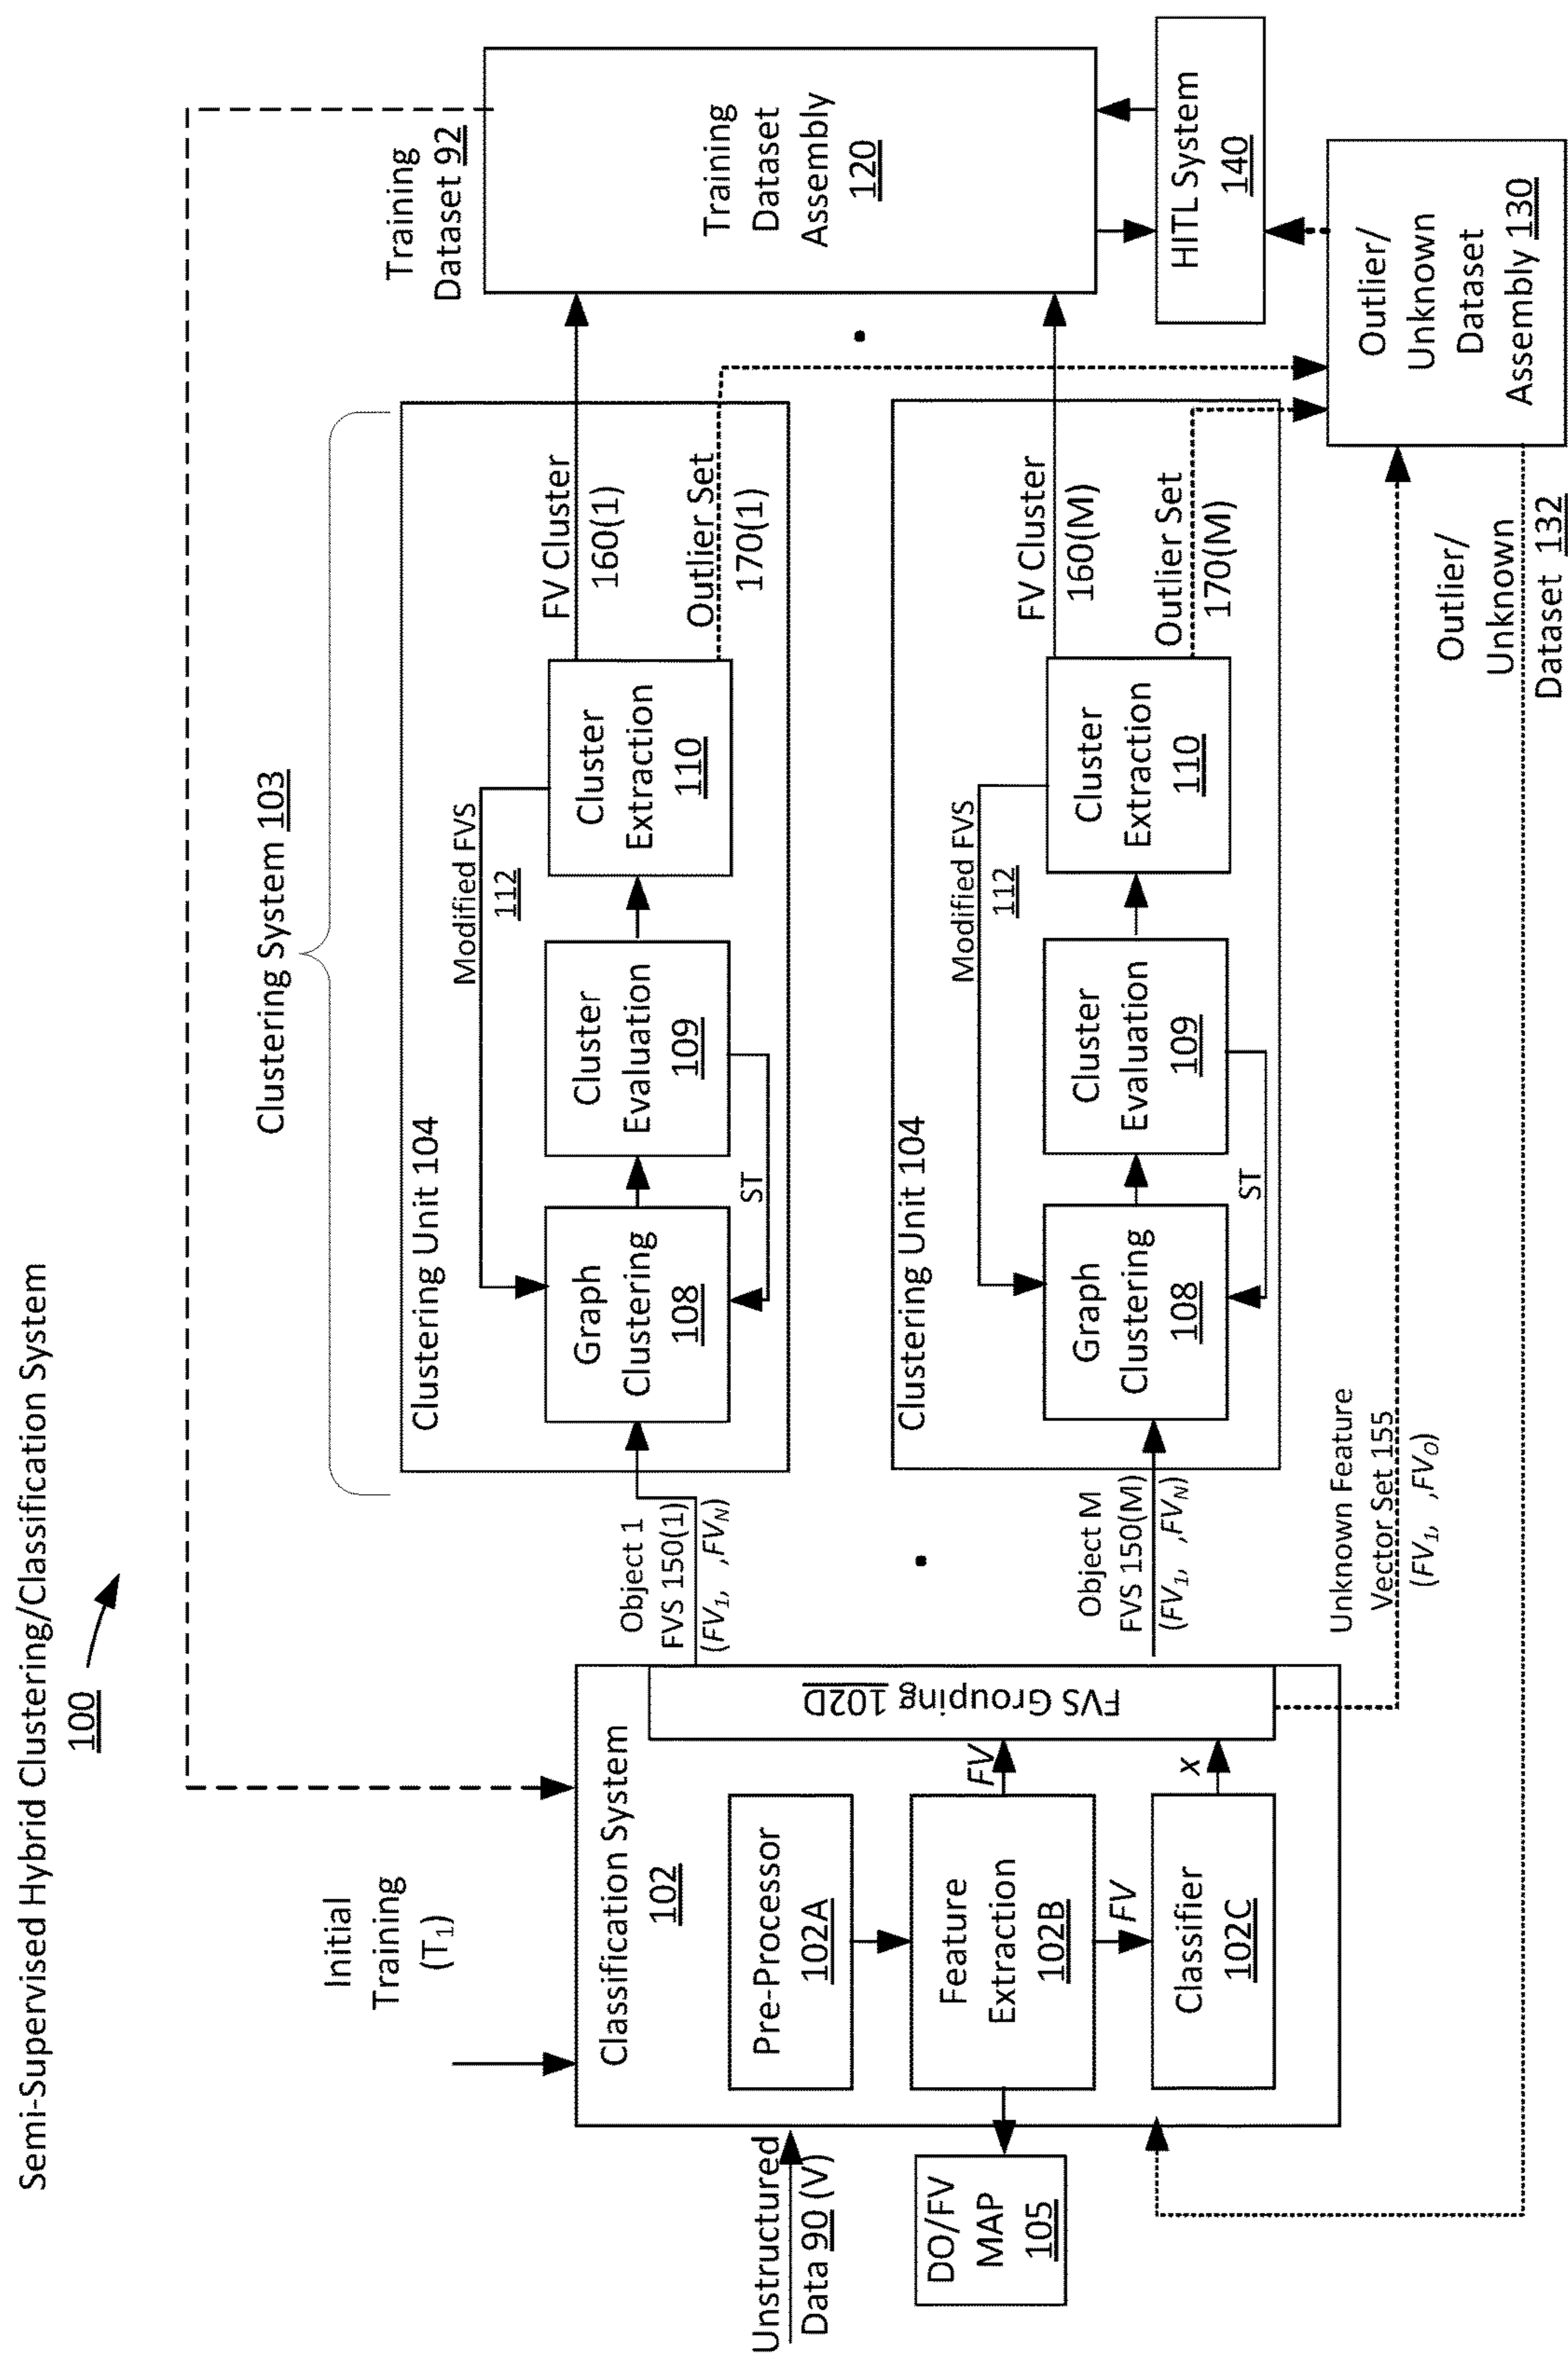 Semi-Supervised Hybrid Clustering/Classification System
100
Initial
Training
(T1)
Unstructured
Data 90 (V)
Classification System
102
Pre-Processor
102A
Feature
Extraction
102B
FV
FV
Classifier
102C
x
FVS Grouping 102D
DO/FV
MAP
105
Object 1
FVS 150(1)
(FV1, ,FVN)
Object M
FVS 150(M)
(FV1, ,FVN)
Unknown Feature
Vector Set 155
(FV1, ,FVO)
Clustering System 103
Clustering Unit 104
Graph
Clustering
108
Cluster
Evaluation
109
Cluster
Extraction
110
Modified FVS
112
ST
FV Cluster
160(1)
Outlier Set
170(1)
Clustering Unit 104
Graph
Clustering
108
Cluster
Evaluation
109
Cluster
Extraction
110
Modified FVS
112
ST
FV Cluster
160(M)
Outlier Set
170(M)
Training
Dataset 92
Training
Dataset
Assembly
120
HITL System
140
Outlier/
Unknown
Dataset
Assembly 130
Outlier/
Unknown
Dataset 132